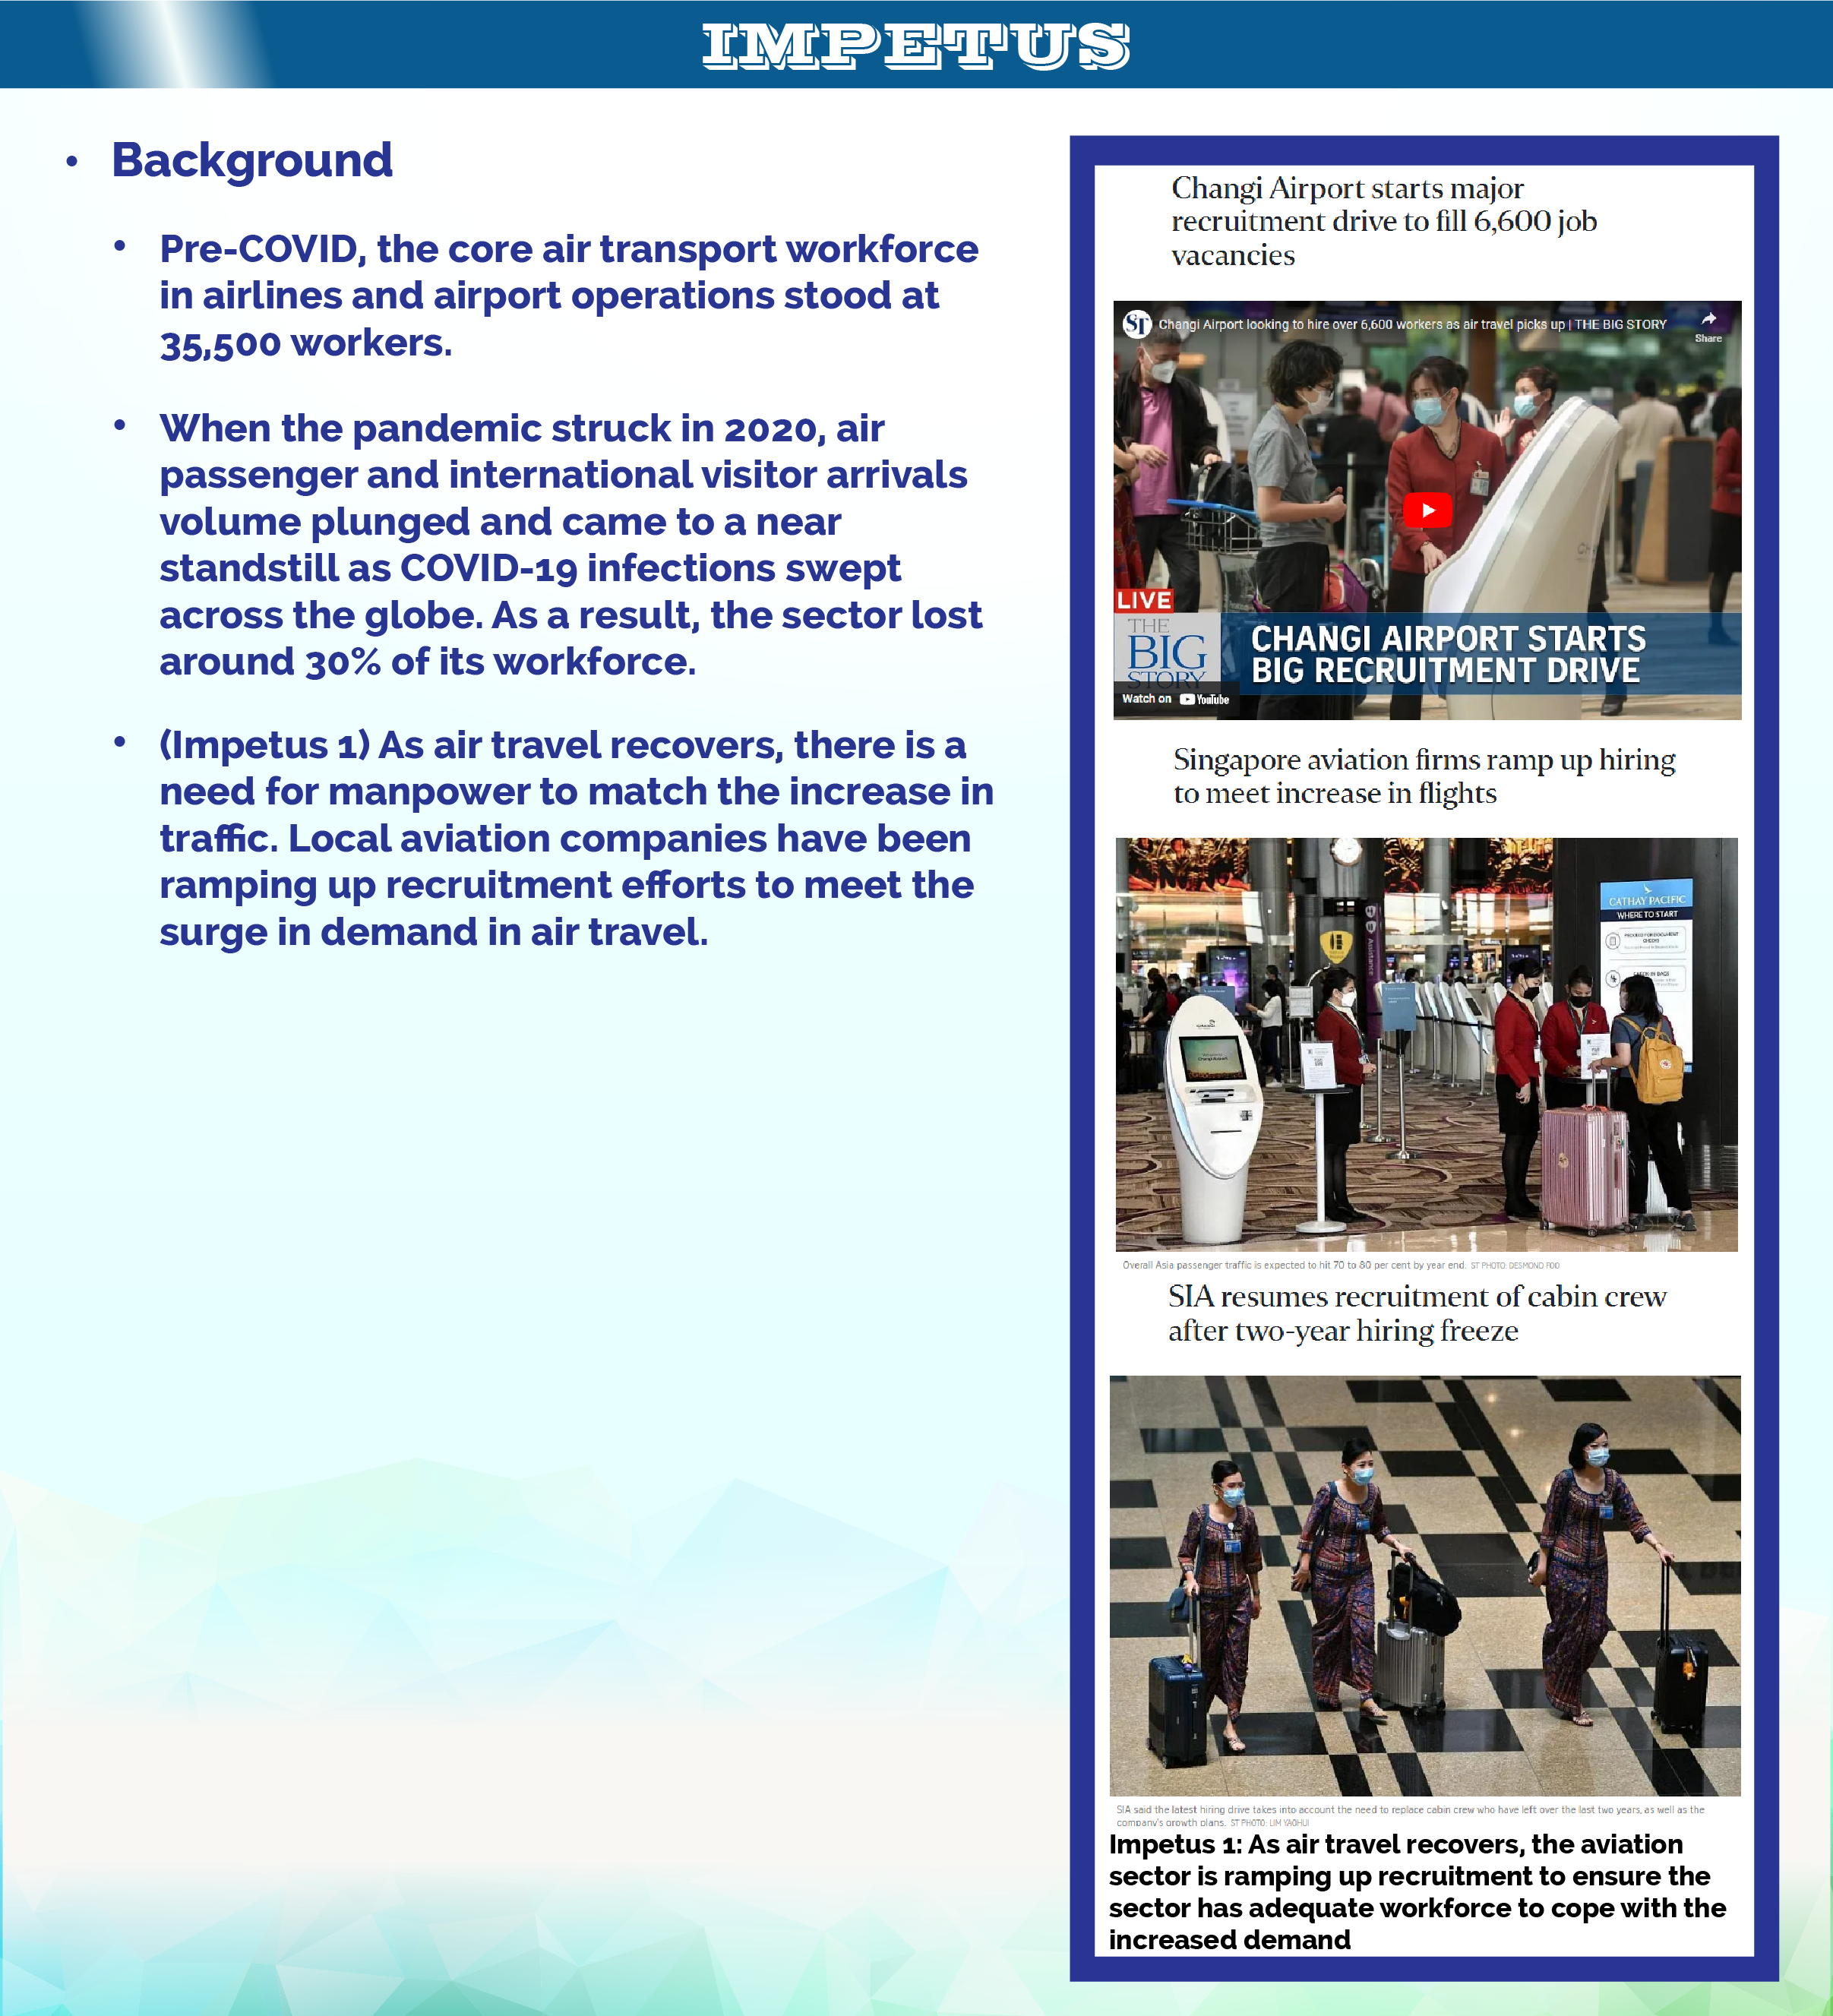 IMPETUS
• Background
• Pre-COVID, the core air transport workforce
in airlines and airport operations stood at
35,500 workers.
• When the pandemic struck in 2020, air
passenger and international visitor arrivals
volume plunged and came to a near
standstill as COVID-19 infections swept
across the globe. As a result, the sector lost
around 30% of its workforce.
• (Impetus 1) As air travel recovers, there is a
need for manpower to match the increase in
traffic. Local aviation companies have been
ramping up recruitment efforts to meet the
surge in demand in air travel.
Changi Airport starts major
recruitment drive to fill 6,600 job
vacancies
ST Changi Airport looking to hire over 6,600 workers as air travel picks up | THE BIG STORY
Share
LIVE
THE
BIG
STORY
CHANGI AIRPORT STARTS
BIG RECRUITMENT DRIVE
Watch on YouTube
Singapore aviation firms ramp up hiring
to meet increase in flights
CATHAY PACIFIC
WHERE TO START
Assistance
Overall Asia passenger traffic is expected to hit 70 to 80 per cent by year end. ST PHOTO: DESMOND FOO
SIA resumes recruitment of cabin crew
after two-year hiring freeze
SIA said the latest hiring drive takes into account the need to replace cabin crew who have left over the last two years, as well as the
company's growth plans. ST PHOTO: LIM YAOHUI
Impetus 1: As air travel recovers, the aviation
sector is ramping up recruitment to ensure the
sector has adequate workforce to cope with the
increased demand